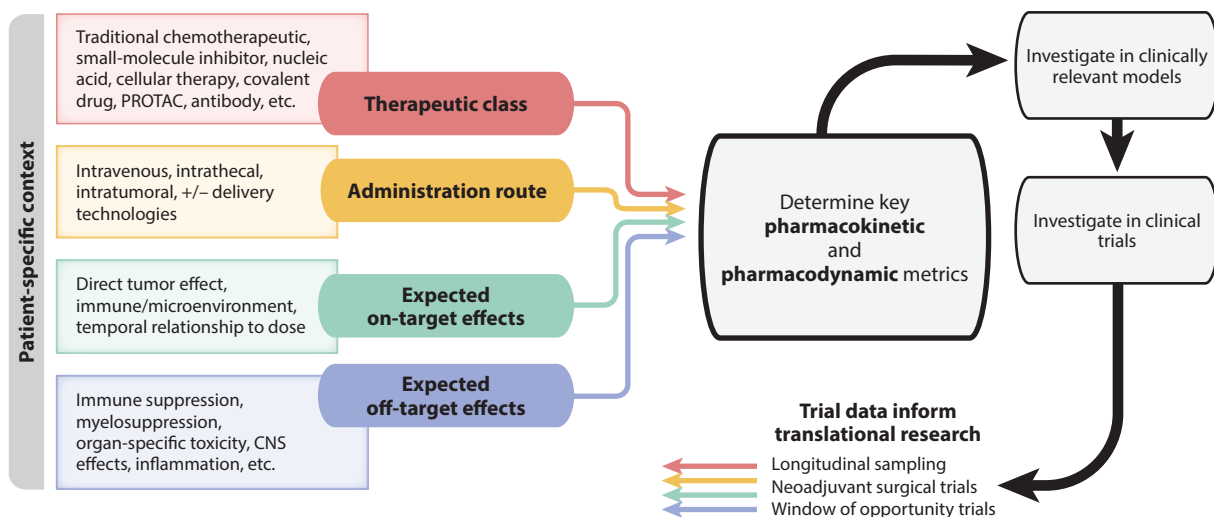 Patient-specific context
Traditional chemotherapeutic,
small-molecule inhibitor, nucleic
acid, cellular therapy, covalent
drug, PROTAC, antibody, etc.
Therapeutic class
Intravenous, intrathecal,
intratumoral, +/– delivery
technologies
Administration route
Direct tumor effect,
immune/microenvironment,
temporal relationship to dose
Expected
on-target effects
Immune suppression,
myelosuppression,
organ-specific toxicity, CNS
effects, inflammation, etc.
Expected
off-target effects
Determine key
pharmacokinetic
and
pharmacodynamic metrics
Investigate in clinically
relevant models
Investigate in clinical
trials
Trial data inform
translational research
Longitudinal sampling
Neoadjuvant surgical trials
Window of opportunity trials